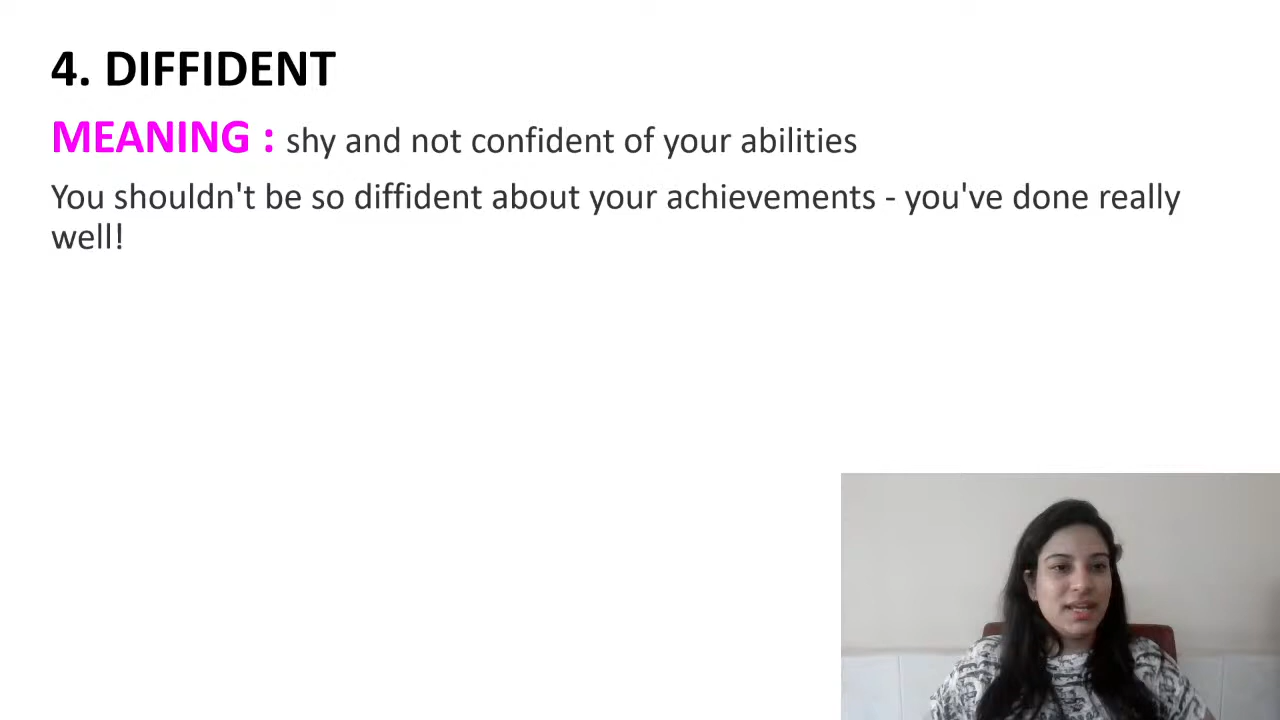 4. DIFFIDENT
MEANING : shy and not confident of your abilities
You shouldn't be so diffident about your achievements - you've done really
well!